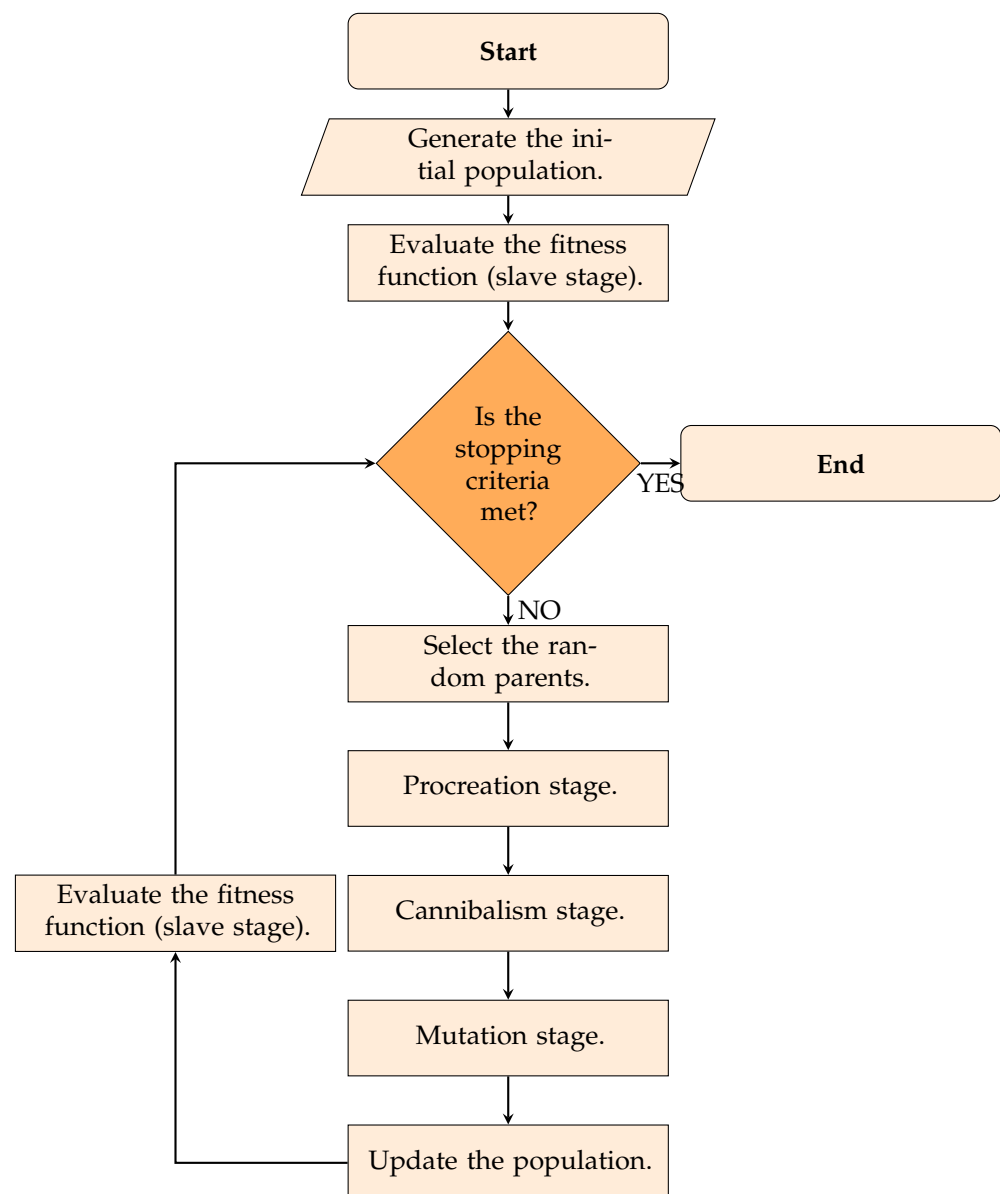 Start
Generate the ini-
tial population.
Evaluate the fitness
function (slave stage).
Is the
stopping
criteria
met?
YES
End
NO
Select the ran-
dom parents.
Procreation stage.
Evaluate the fitness
function (slave stage).
Cannibalism stage.
Mutation stage.
Update the population.